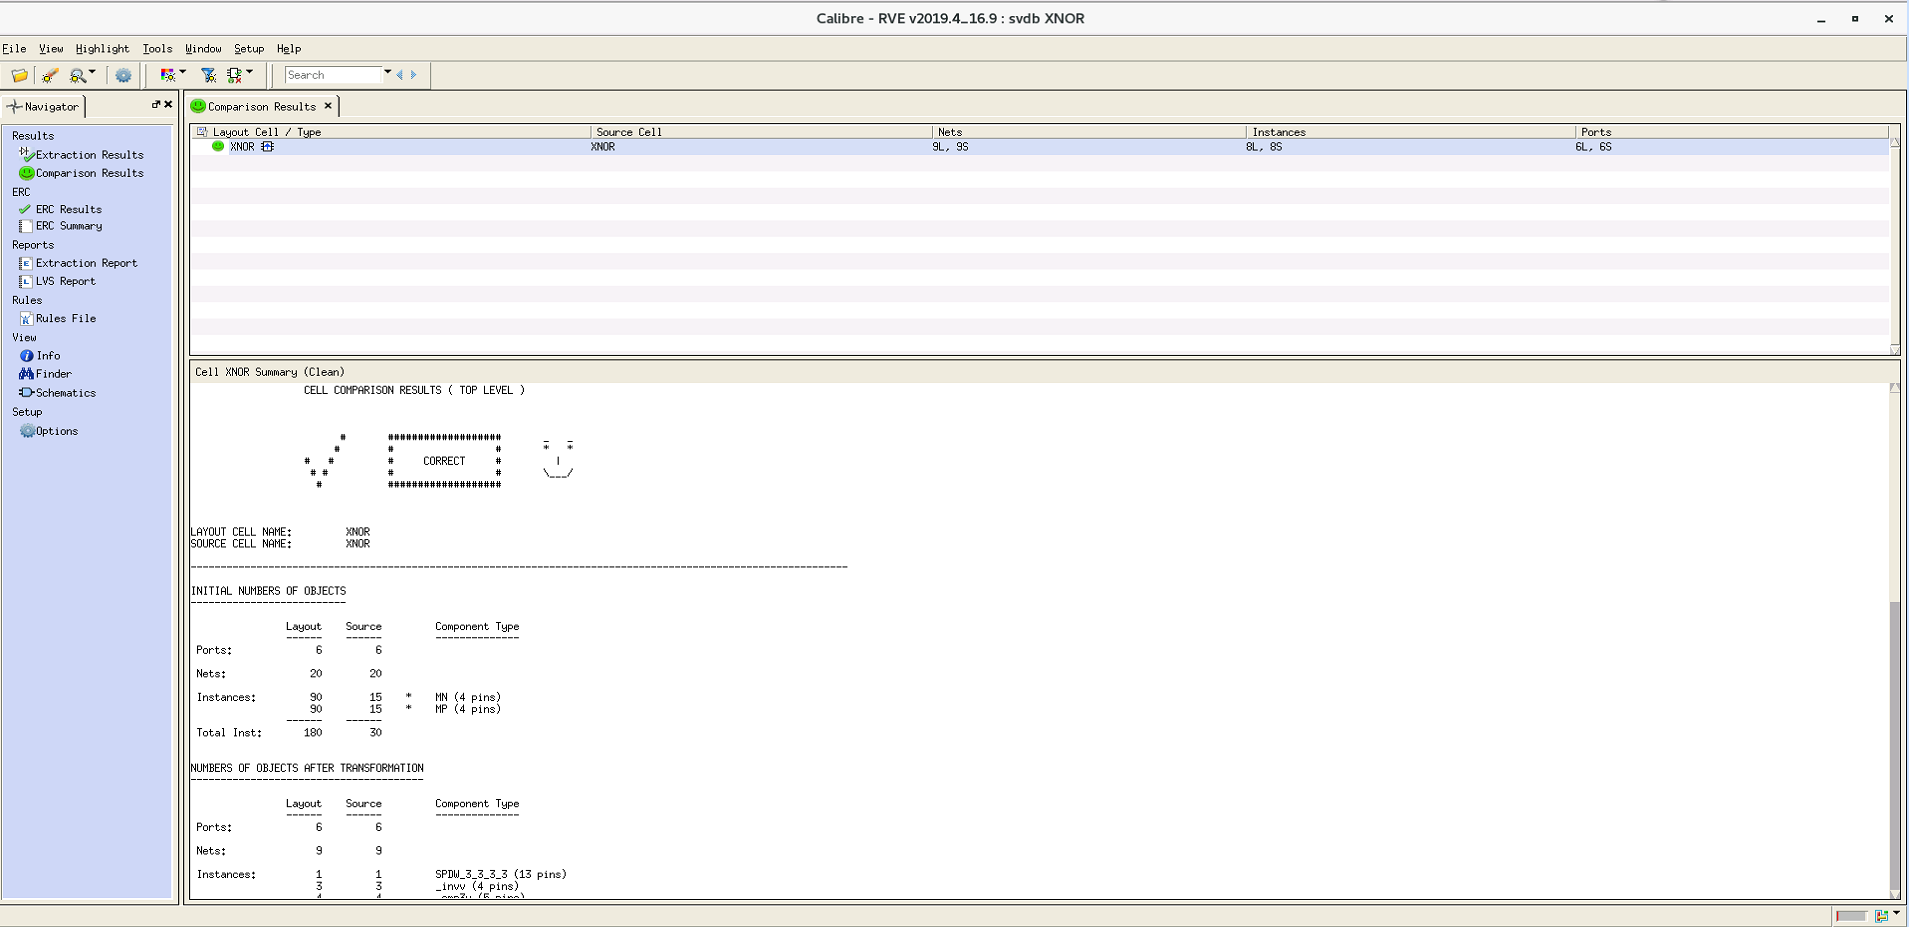 Calibre - RVE v2019.4_16.9 : svdb XNOR
File View Highlight Tools Window Setup Help
Search
Navigator
Results
Extraction Results
Comparison Results
ERC
ERC Results
ERC Summary
Reports
Extraction Report
LVS Report
Rules
Rules File
View
Info
Finder
Schematics
Setup
Options
Comparison Results
Layout Cell / Type Source Cell Nets Instances Ports
XNOR XNOR 9L, 9S 8L, 8S 6L, 6S
Cell XNOR Summary (Clean)
CELL COMPARISON RESULTS ( TOP LEVEL )
# ################### _ _
# # # * *
# # # CORRECT # |
# # # # \___/
# ###################
LAYOUT CELL NAME: XNOR
SOURCE CELL NAME: XNOR
INITIAL NUMBERS OF OBJECTS
Layout Source Component Type
Ports: 6 6
Nets: 20 20
Instances: 90 15 * MN (4 pins)
90 15 * MP (4 pins)
Total Inst: 180 30
NUMBERS OF OBJECTS AFTER TRANSFORMATION
Layout Source Component Type
Ports: 6 6
Nets: 9 9
Instances: 1 1 SPDW_3_3_3_3 (13 pins)
3 3 _invv (4 pins)